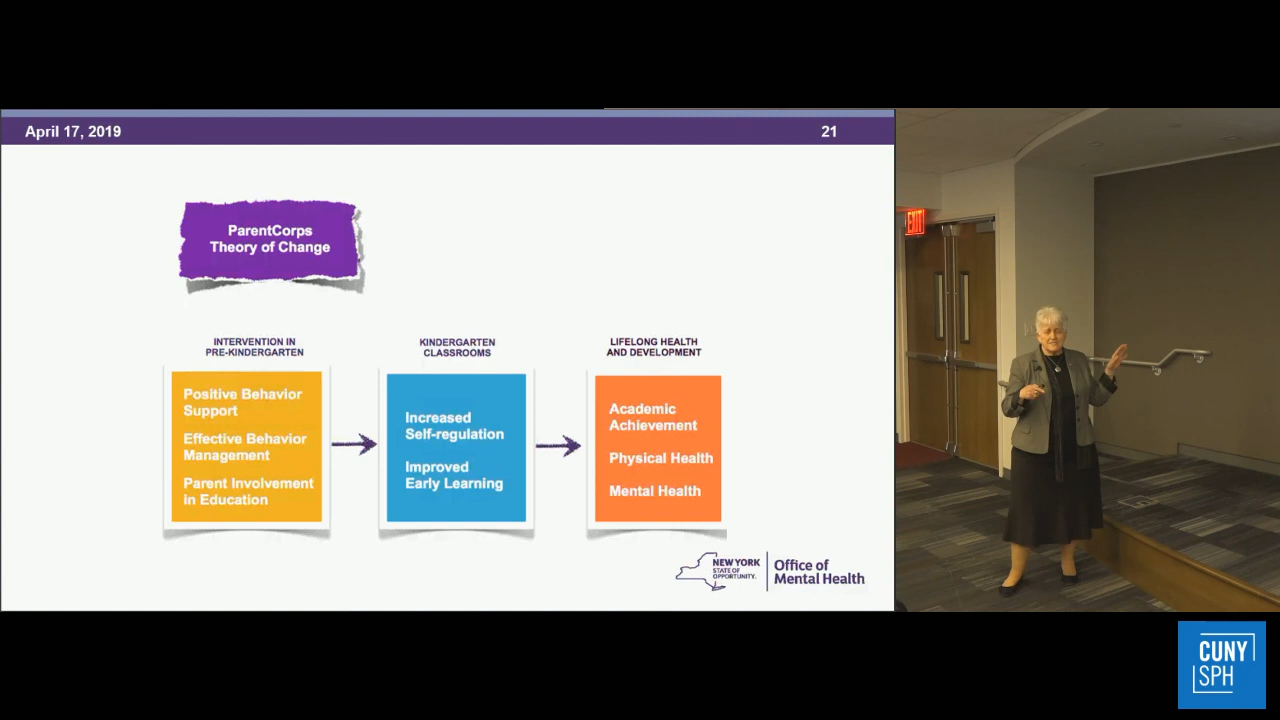 April 17, 2019
21
ParentCorps
Theory of Change
INTERVENTION IN
PRE-KINDERGARTEN
Positive Behavior
Support
Effective Behavior
Management
Parent Involvement
in Education
KINDERGARTEN
CLASSROOMS
Increased
Self-regulation
Improved
Early Learning
LIFELONG HEALTH
AND DEVELOPMENT
Academic
Achievement
Physical Health
Mental Health
NEW YORK
STATE OF
OPPORTUNITY.
Office of
Mental Health
EXIT
CUNY
SPH